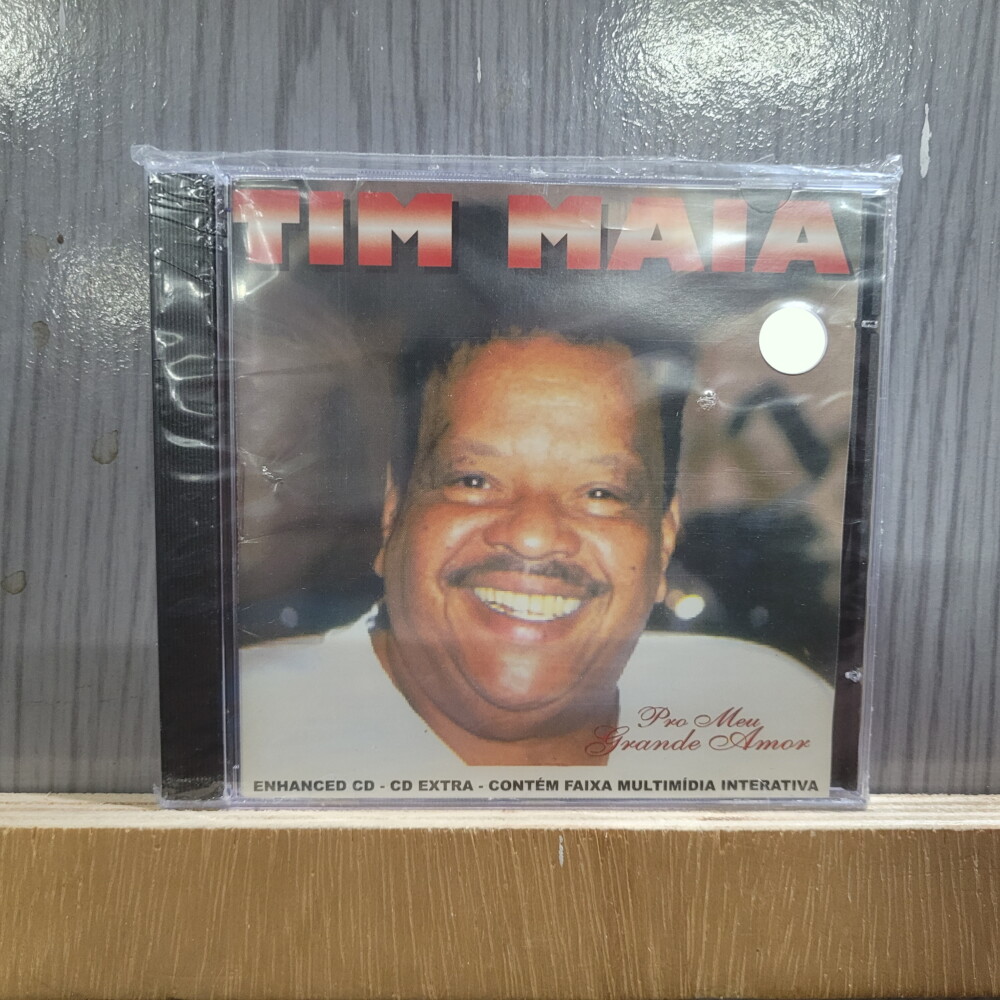 TIM MAIA
Pro Meu
Grande Amor
ENHANCED CD - CD EXTRA - CONTÉM FAIXA MULTIMÍDIA INTERATIVA